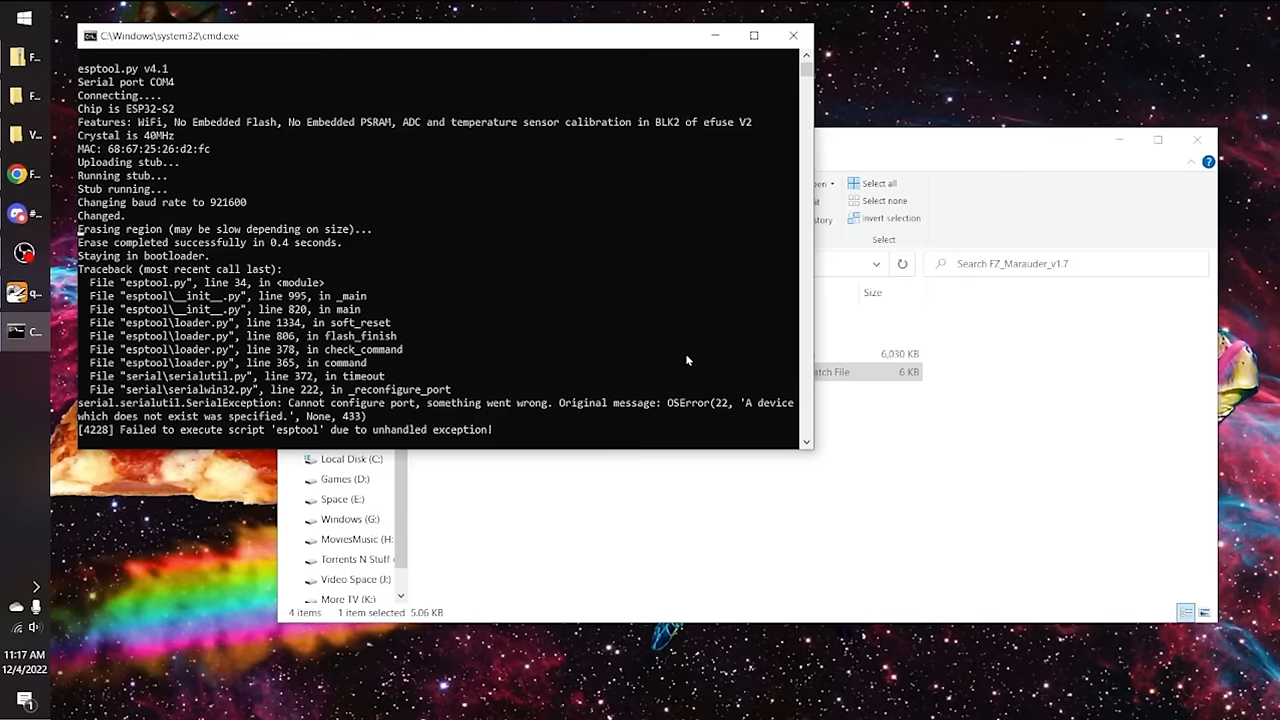 C:\Windows\system32\cmd.exe
esptool.py v4.1
Serial port COM4
Connecting....
Chip is ESP32-S2
Features: WiFi, No Embedded Flash, No Embedded PSRAM, ADC and temperature sensor calibration in BLK2 of efuse V2
Crystal is 40MHz
MAC: 68:67:25:26:d2:fc
Uploading stub...
Running stub...
Stub running...
Changing baud rate to 921600
Changed.
Erasing region (may be slow depending on size)...
Erase completed successfully in 0.4 seconds.
Staying in bootloader.
Traceback (most recent call last):
File "esptool.py", line 34, in <module>
File "esptool\__init__.py", line 995, in _main
File "esptool\__init__.py", line 820, in main
File "esptool\loader.py", line 1334, in soft_reset
File "esptool\loader.py", line 806, in flash_finish
File "esptool\loader.py", line 378, in check_command
File "esptool\loader.py", line 365, in command
File "serial\serialutil.py", line 372, in timeout
File "serial\serialwin32.py", line 222, in _reconfigure_port
serial.serialutil.SerialException: Cannot configure port, something went wrong. Original message: OSError(22, 'A device
which does not exist was specified.', None, 433)
[4228] Failed to execute script 'esptool' due to unhandled exception!
pen
Select all
it
Select none
story
Invert selection
Select
Search FZ_Marauder_v1.7
Size
6,030 KB
atch File
6 KB
Local Disk (C:)
Games (D:)
Space (E:)
Windows (G:)
MoviesMusic (H:
Torrents N Stuff (
Video Space (J:)
More TV (K:)
4 items
1 item selected 5.06 KB
F...
F...
V...
F...
#...
q...
C...
11:17 AM
12/4/2022
1